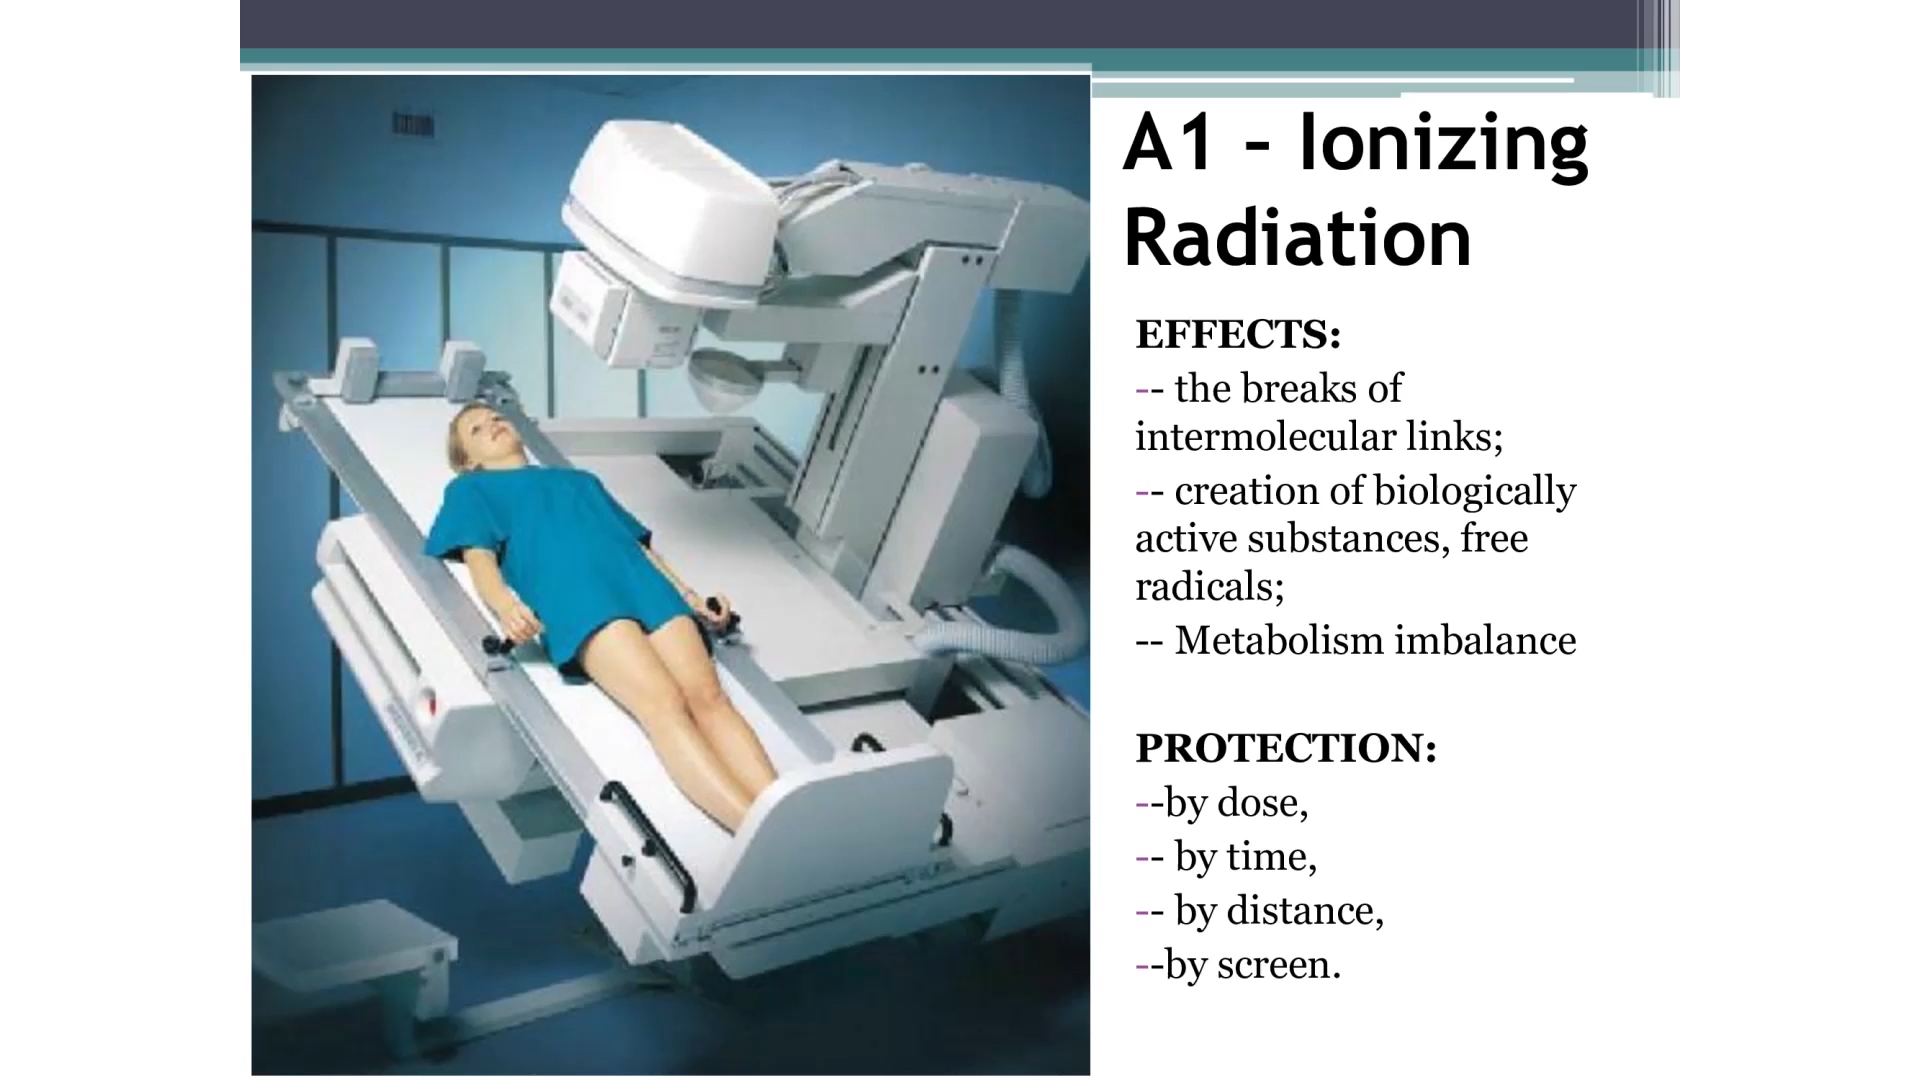 A1 – Ionizing
Radiation
EFFECTS:
-- the breaks of
intermolecular links;
-- creation of biologically
active substances, free
radicals;
-- Metabolism imbalance
PROTECTION:
--by dose,
-- by time,
-- by distance,
--by screen.